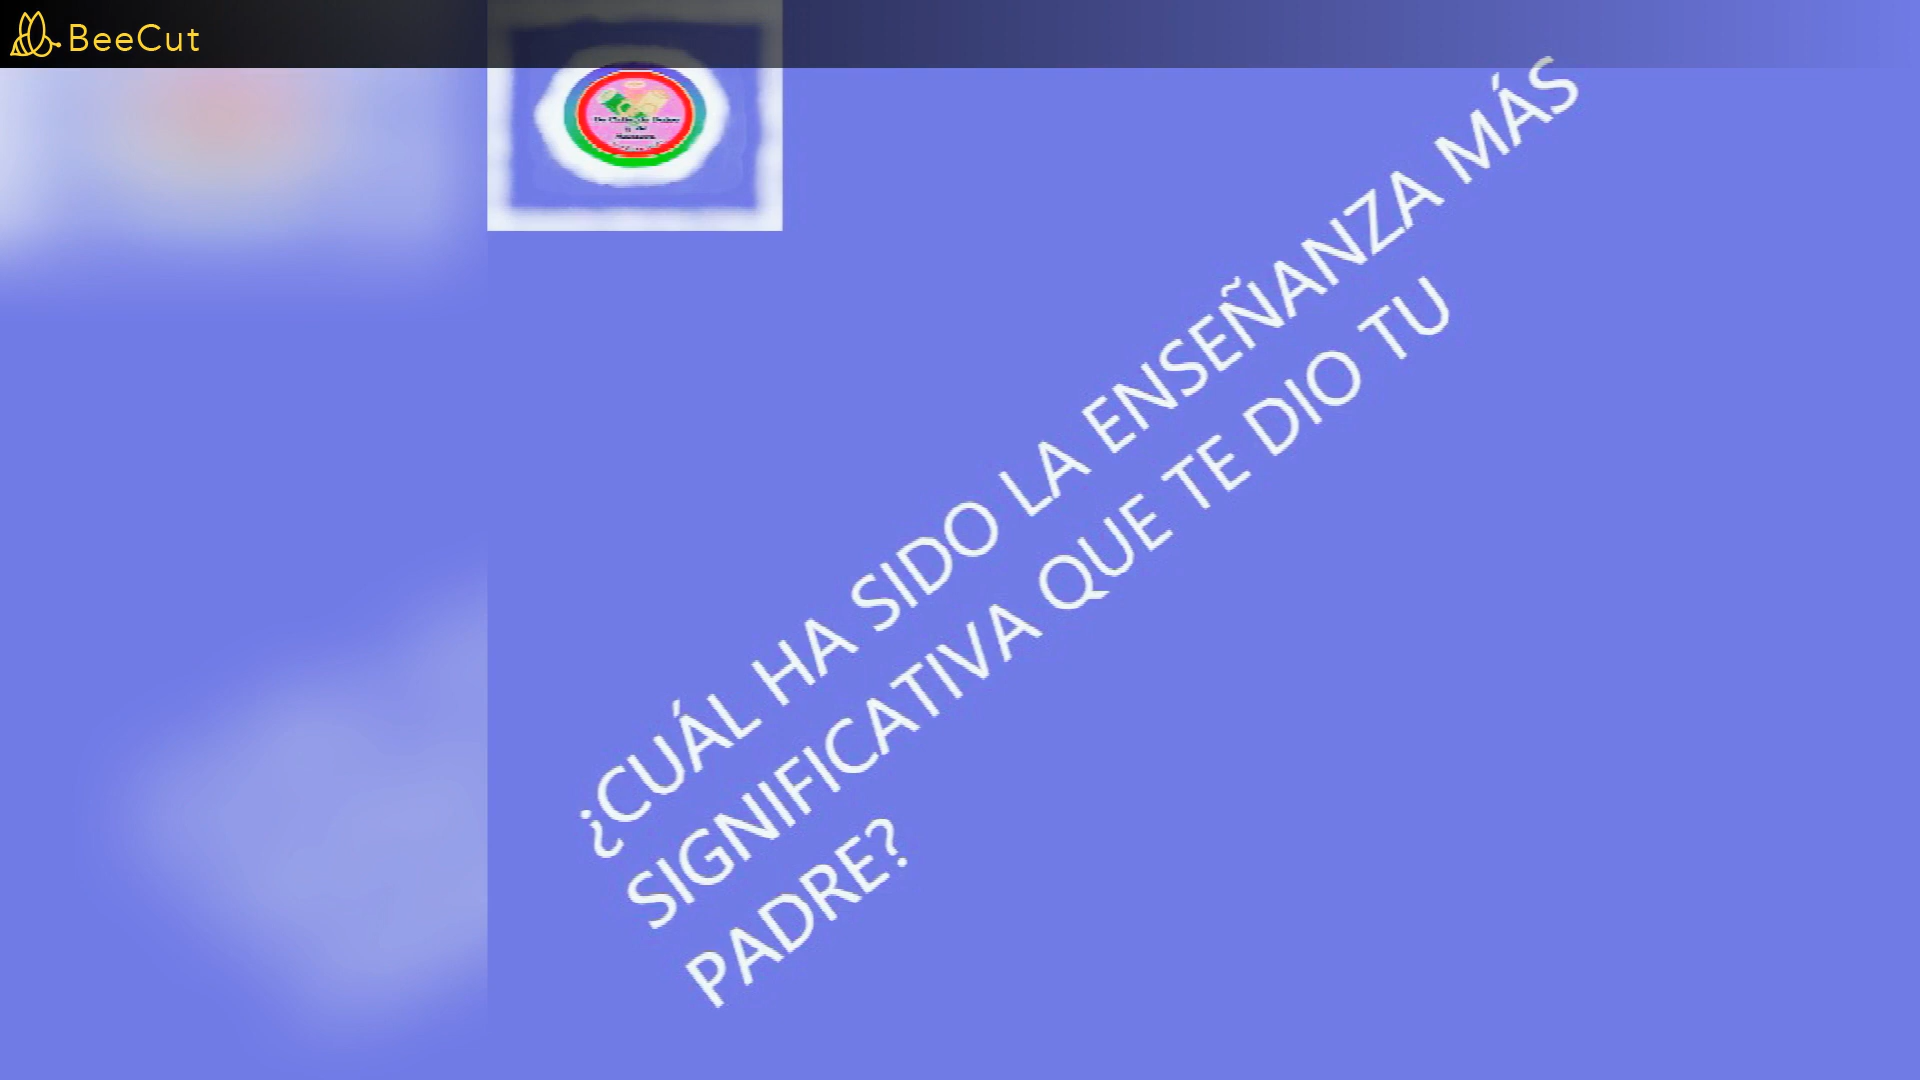 BeeCut
¿CUÁL HA SIDO LA ENSEÑANZA MÁS
SIGNIFICATIVA QUE TE DIO TU
PADRE?